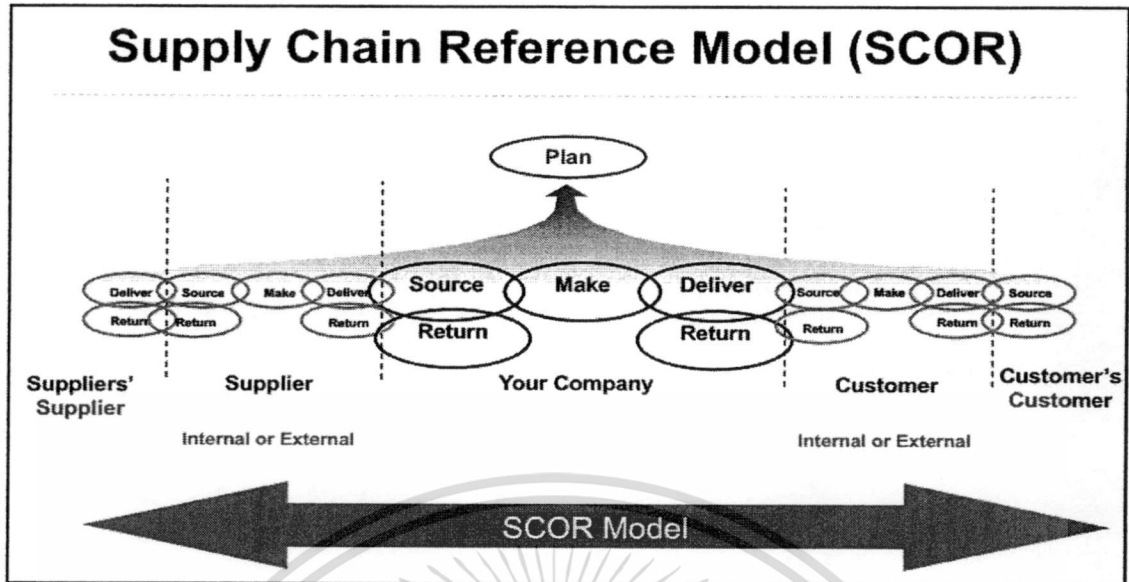 Supply Chain Reference Model (SCOR)
Plan
Deliver Source Make Deliver Source Make Deliver Source Make Deliver Source
Return Return Return Return Return Return Return Return
Suppliers' Supplier
Supplier
Your Company
Customer
Customer's Customer
Internal or External
Internal or External
SCOR Model